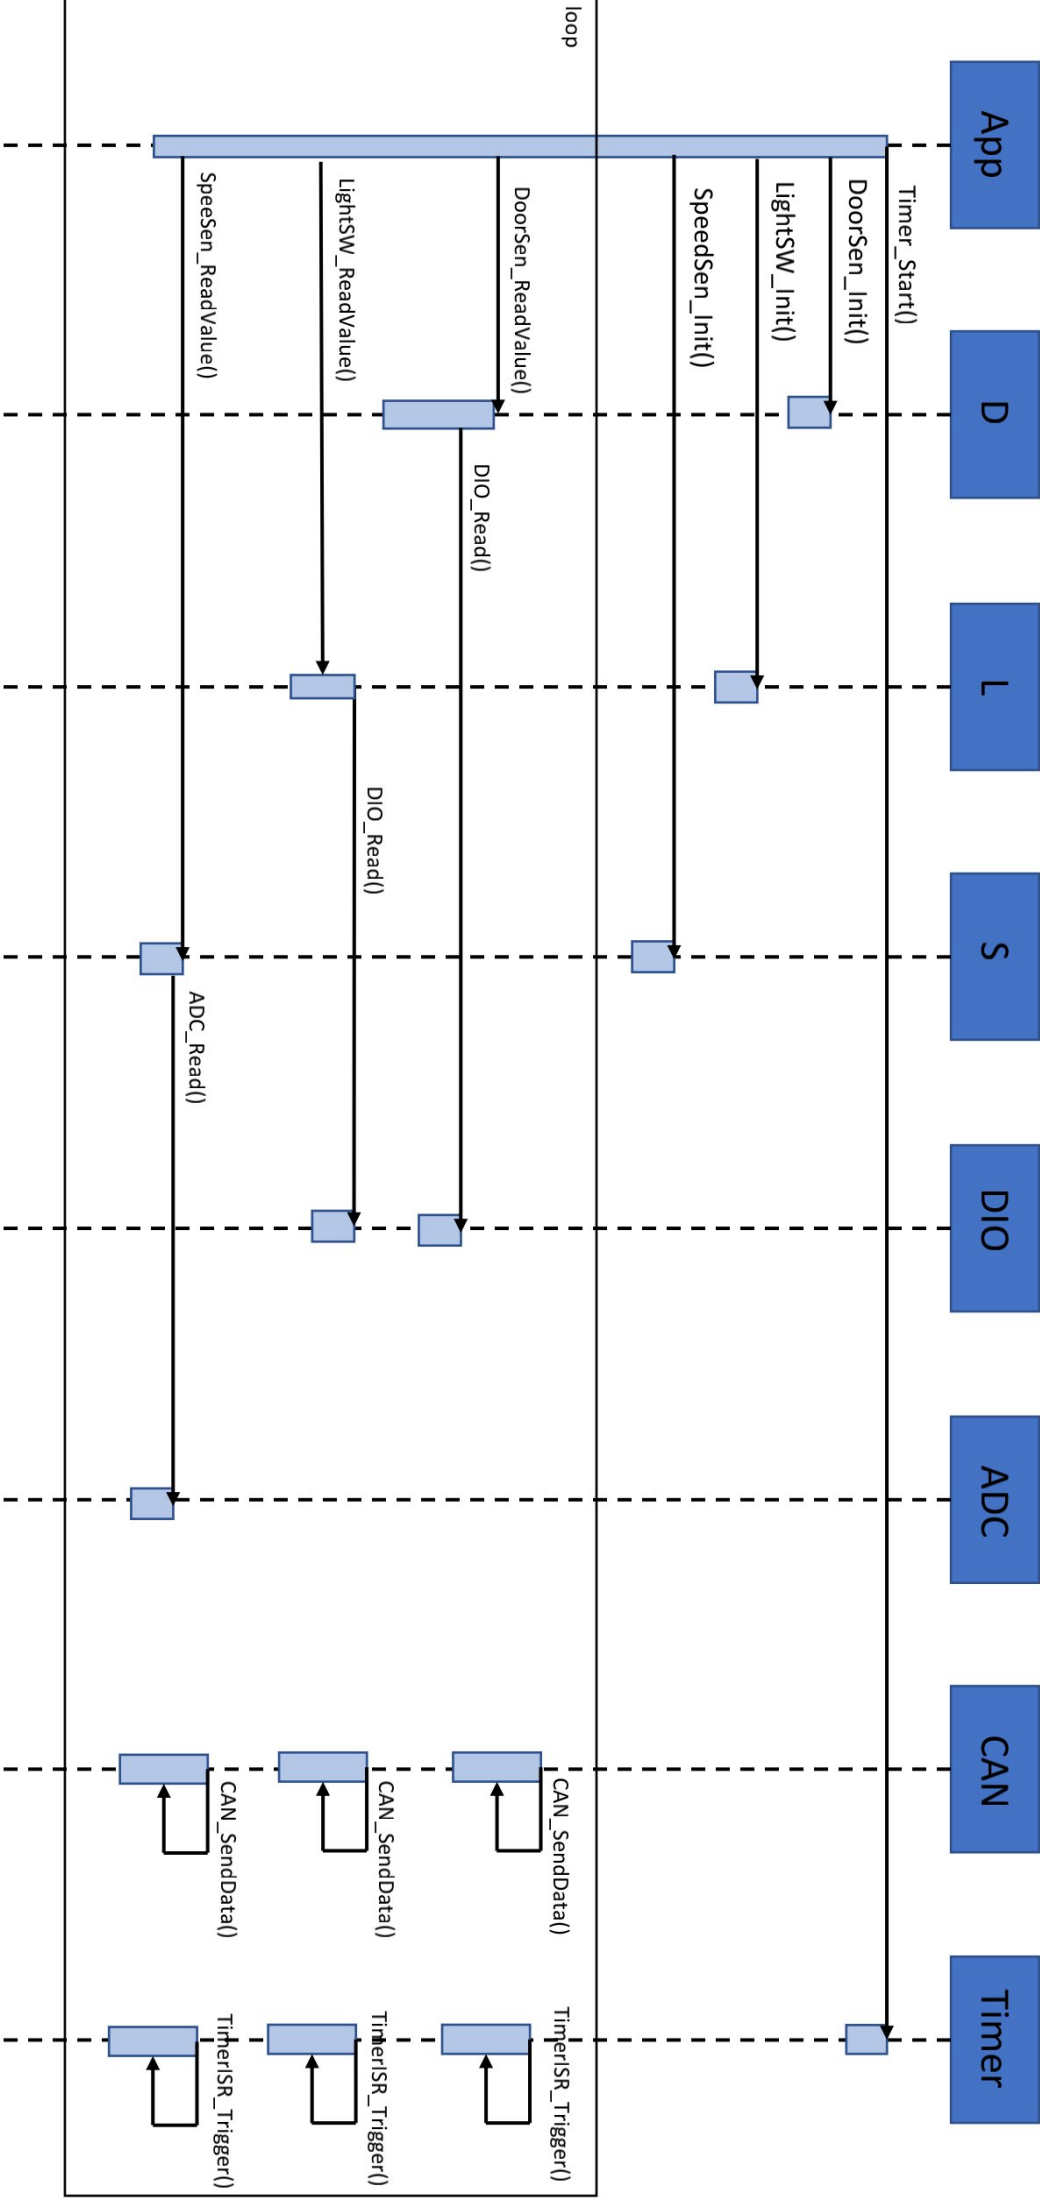 App
D
L
S
DIO
ADC
CAN
Timer
Timer_Start()
DoorSen_Init()
LightSW_Init()
SpeedSen_Init()
loop
DoorSen_ReadValue()
DIO_Read()
CAN_SendData()
TimerISR_Trigger()
LightSW_ReadValue()
DIO_Read()
CAN_SendData()
TimerISR_Trigger()
SpeeSen_ReadValue()
ADC_Read()
CAN_SendData()
TimerISR_Trigger()